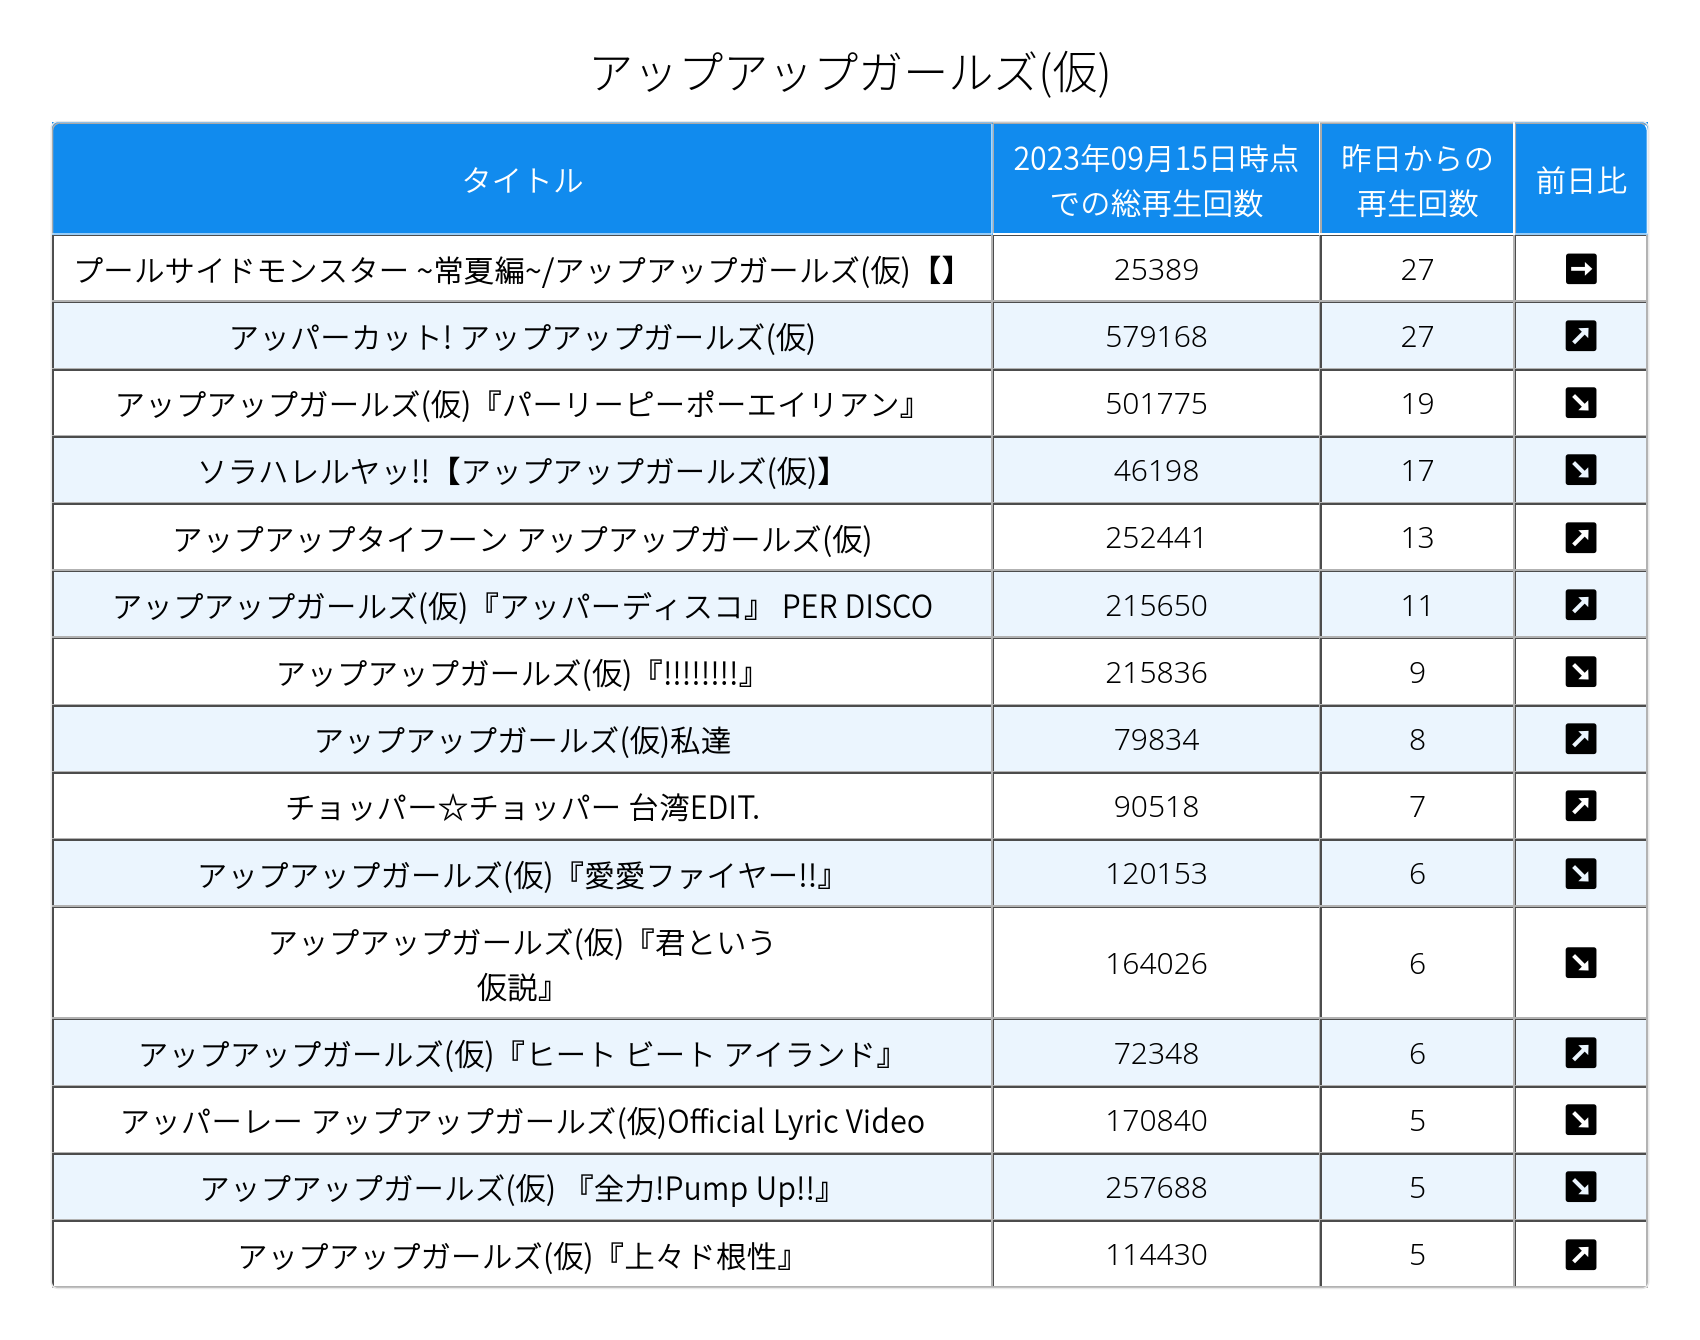 アップアップガールズ(仮)
タイトル
2023年09月15日時点
での総再生回数
昨日からの
再生回数
前日比
プールサイドモンスター ~常夏編~/アップアップガールズ(仮)【】 25389 27
アッパーカット! アップアップガールズ(仮) 579168 27
アップアップガールズ(仮)『パーリーピーポーエイリアン』 501775 19
ソラハレルヤッ!!【アップアップガールズ(仮)】 46198 17
アップアップタイフーン アップアップガールズ(仮) 252441 13
アップアップガールズ(仮)『アッパーディスコ』 PER DISCO 215650 11
アップアップガールズ(仮)『!!!!!!!!』 215836 9
アップアップガールズ(仮)私達 79834 8
チョッパー☆チョッパー 台湾EDIT. 90518 7
アップアップガールズ(仮)『愛愛ファイヤー!!』 120153 6
アップアップガールズ(仮)『君という
仮説』 164026 6
アップアップガールズ(仮)『ヒート ビート アイランド』 72348 6
アッパーレー アップアップガールズ(仮)Official Lyric Video 170840 5
アップアップガールズ(仮) 『全力!Pump Up!!』 257688 5
アップアップガールズ(仮)『上々ド根性』 114430 5